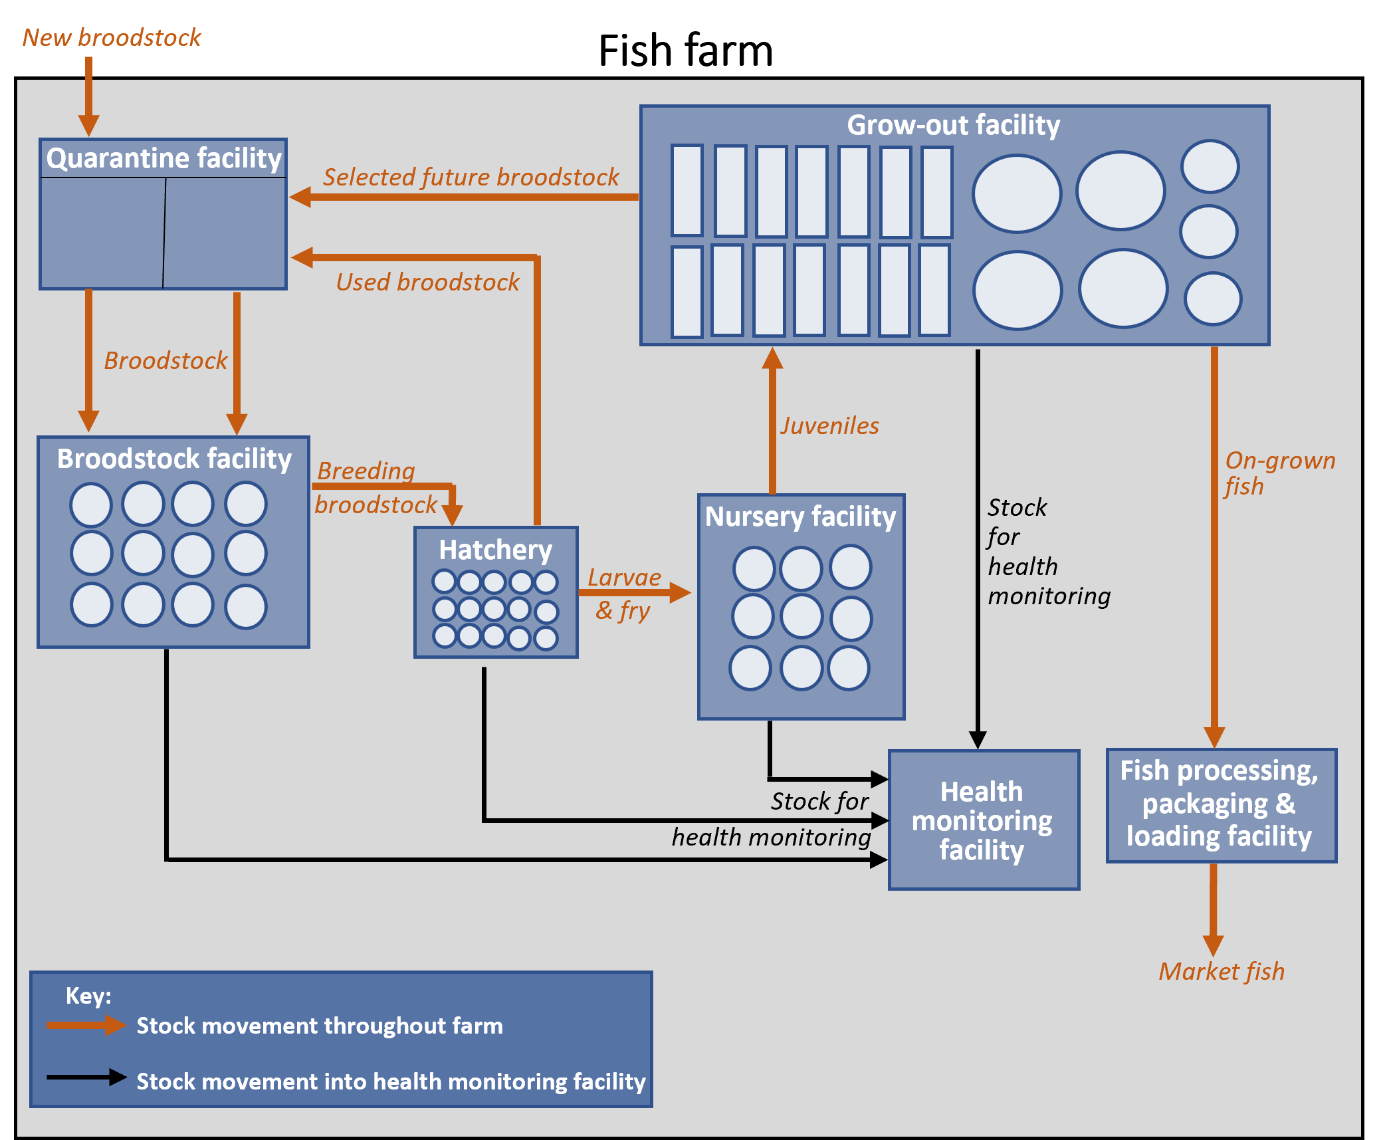 New broodstock
Fish farm
Quarantine facility
Grow-out facility
Selected future broodstock
Used broodstock
Broodstock
Juveniles
On-grown
fish
Broodstock facility
Breeding
broodstock
Hatchery
Nursery facility
Stock
for
health
monitoring
Larvae
& fry
Health
monitoring
facility
Fish processing,
packaging &
loading facility
Stock for
health monitoring
Market fish
Key:
Stock movement throughout farm
Stock movement into health monitoring facility